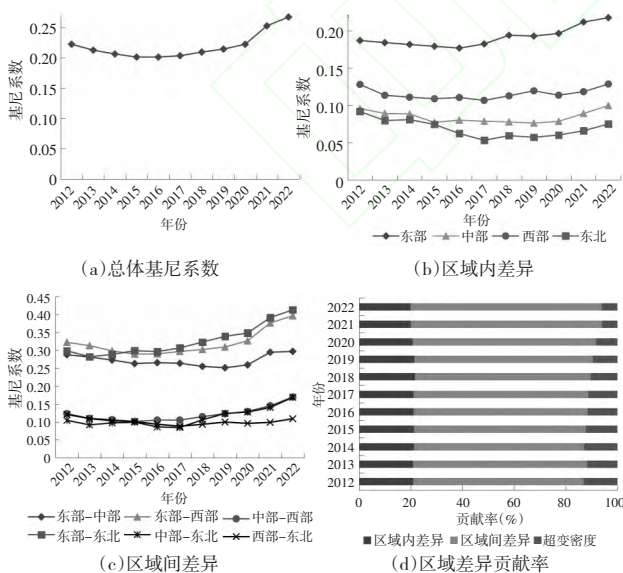 0.25
0.20
0.15
0.10
0.05
0
基尼系数
2012 2013 2014 2015 2016 2017 2018 2019 2020 2021 2022
年份
(a)总体基尼系数
0.20
0.15
0.10
0.05
0
基尼系数
2012 2013 2014 2015 2016 2017 2018 2019 2020 2021 2022
年份
东部 中部 西部 东北
(b)区域内差异
0.45
0.40
0.35
0.30
0.25
0.20
0.15
0.10
0.05
0.00
基尼系数
2012 2013 2014 2015 2016 2017 2018 2019 2020 2021 2022
年份
东部-中部 东部-西部 中部-西部
东部-东北 中部-东北 西部-东北
(c)区域间差异
2022
2021
2020
2019
2018
2017
2016
2015
2014
2013
2012
年份
0 20 40 60 80 100
贡献率(%)
区域内差异 区域间差异 超变密度
(d)区域差异贡献率